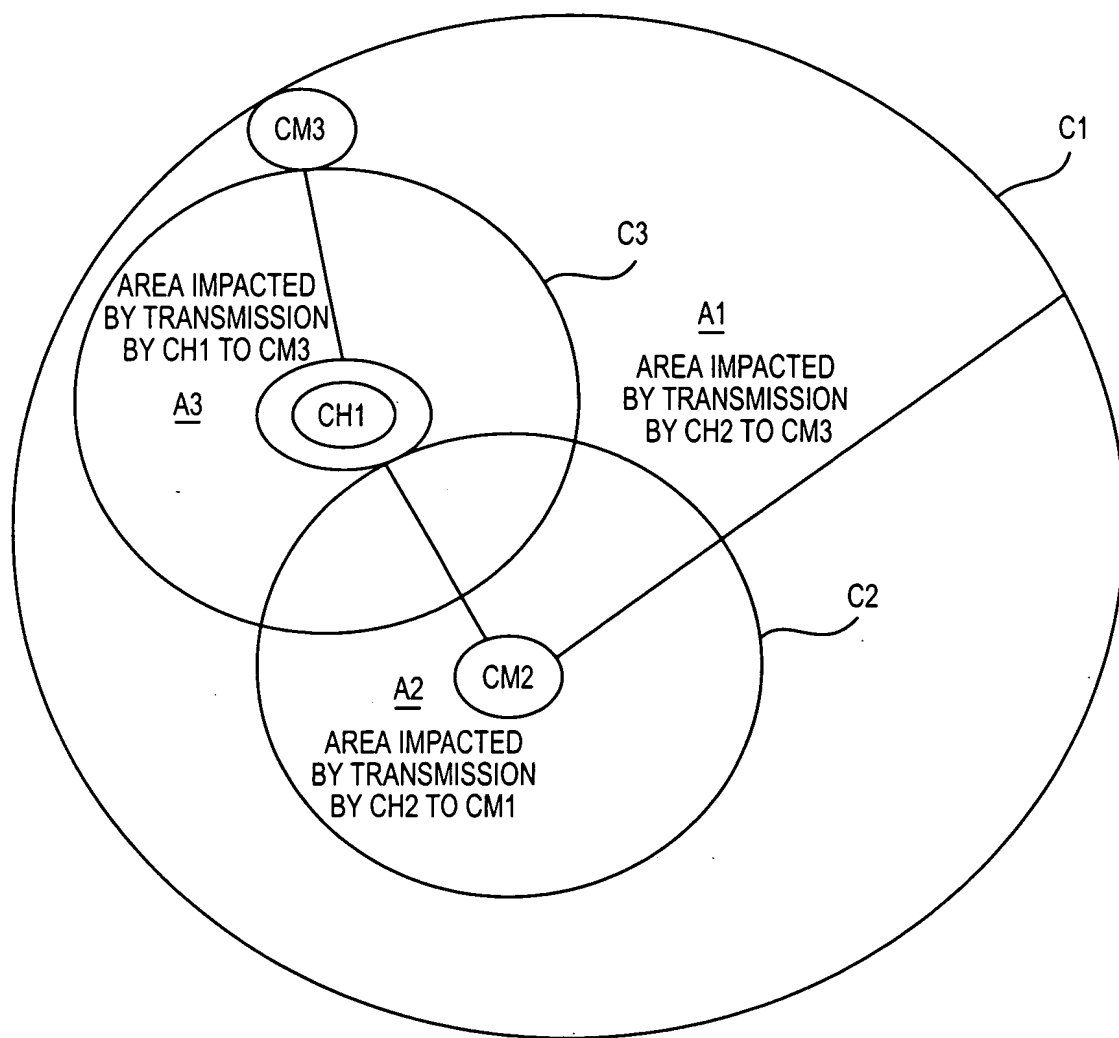 CM3
C1
C3
AREA IMPACTED
BY TRANSMISSION
BY CH1 TO CM3
A3
A1
AREA IMPACTED
BY TRANSMISSION
BY CH2 TO CM3
CH1
C2
CM2
A2
AREA IMPACTED
BY TRANSMISSION
BY CH2 TO CM1